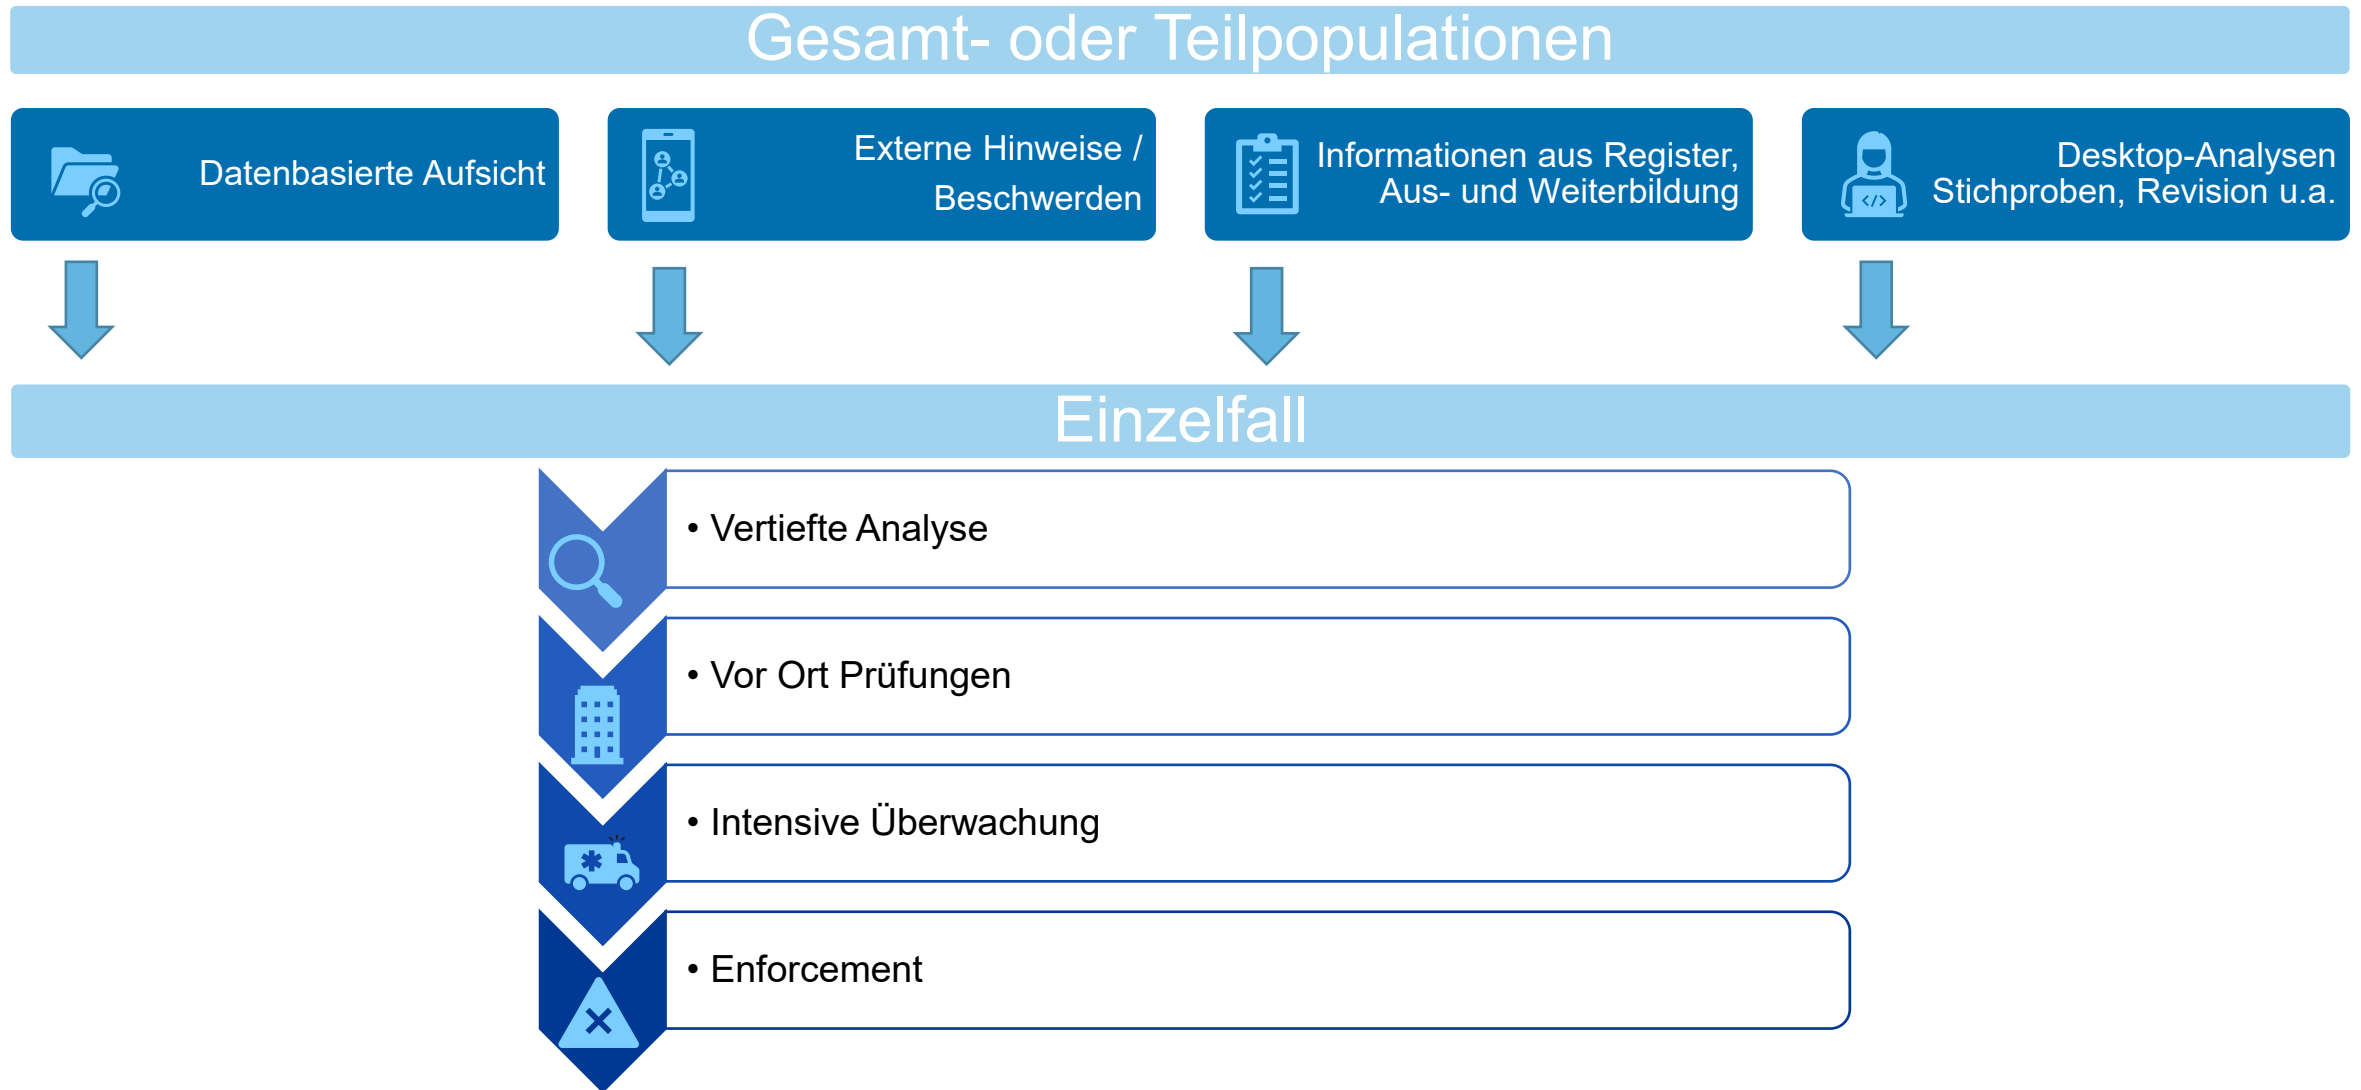 Gesamt- oder Teilpopulationen
Datenbasierte Aufsicht
Externe Hinweise /
Beschwerden
Informationen aus Register,
Aus- und Weiterbildung
Desktop-Analysen
Stichproben, Revision u.a.
</>
Einzelfall
• Vertiefte Analyse
• Vor Ort Prüfungen
• Intensive Überwachung
• Enforcement